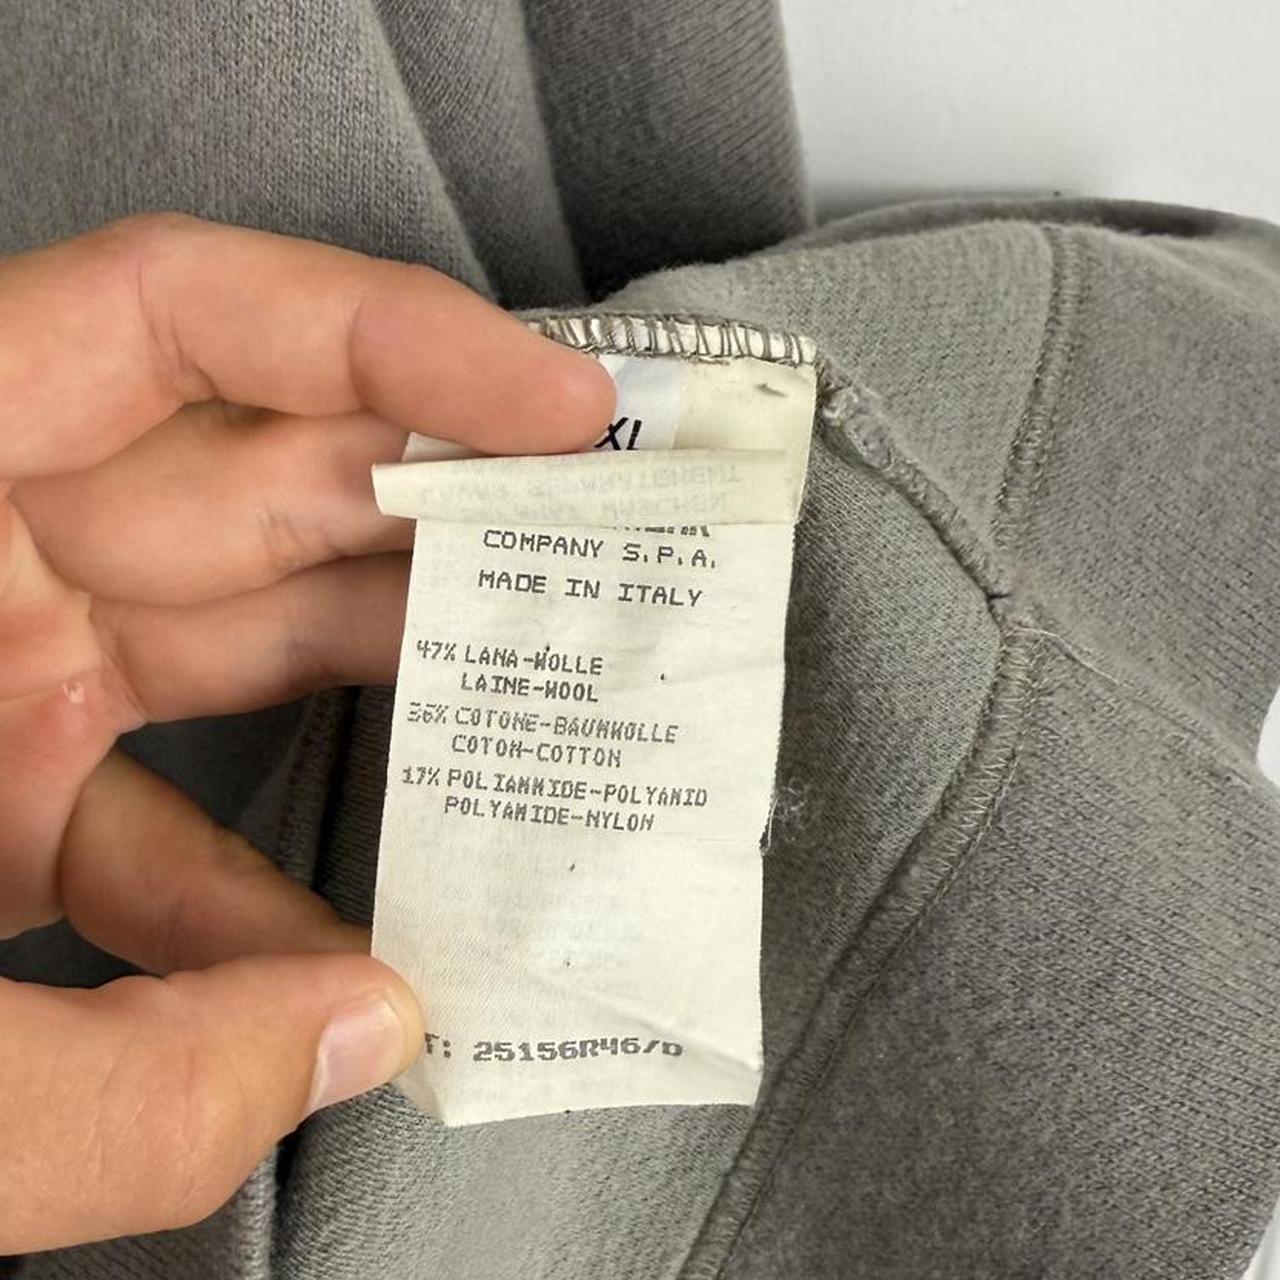 XL
COMPANY S.P.A.
MADE IN ITALY
47% LANA-WOLLE
LAINE-WOOL
36% COTONE-BAUMWOLLE
COTON-COTTON
17% POLIAMMIDE-POLYAMID
POLYAMIDE-NYLON
T: 25156R46/D